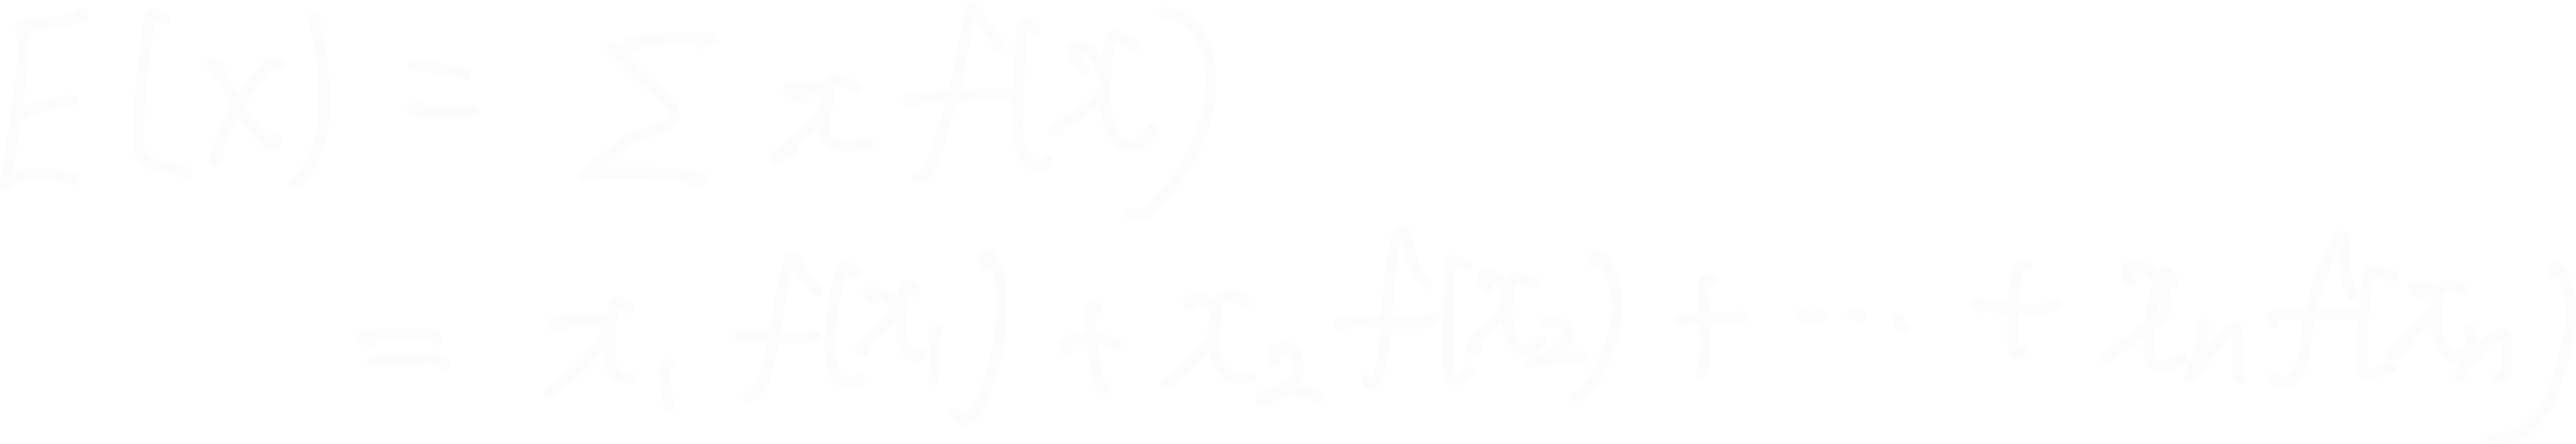 E(x) = ∑ x f(x)
= x₁ f(x₁) + x₂ f(x₂) + ... + xₙ f(xₙ)